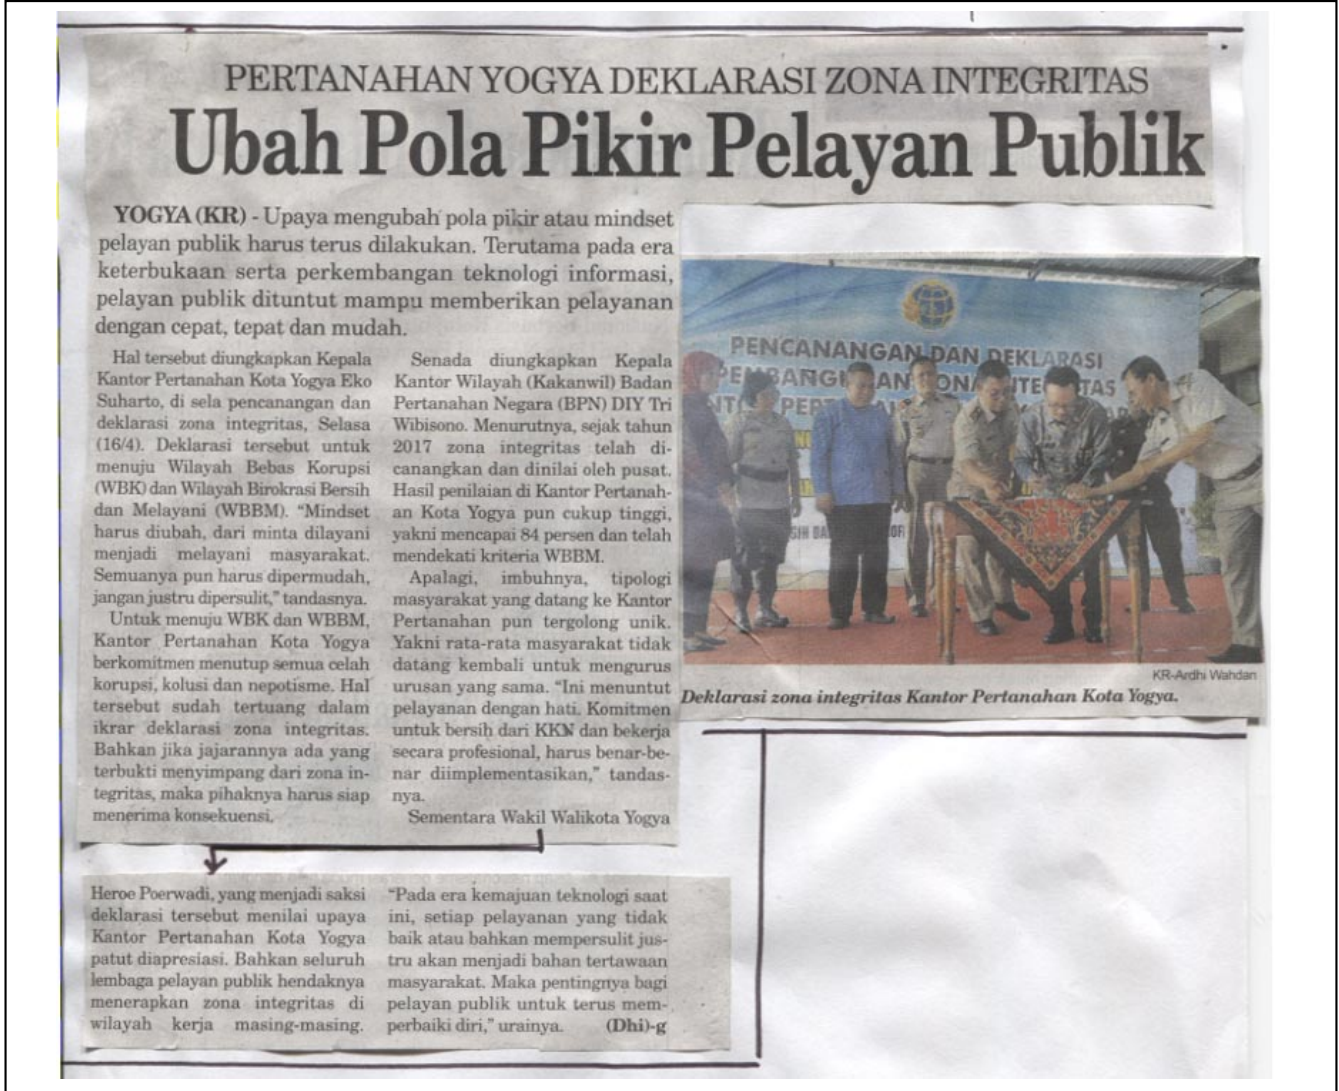 PERTANAHAN YOGYA DEKLARASI ZONA INTEGRITAS
Ubah Pola Pikir Pelayan Publik
YOGYA (KR) - Upaya mengubah pola pikir atau mindset
pelayan publik harus terus dilakukan. Terutama pada era
keterbukaan serta perkembangan teknologi informasi,
pelayan publik dituntut mampu memberikan pelayanan
dengan cepat, tepat dan mudah.
Hal tersebut diungkapkan Kepala
Kantor Pertanahan Kota Yogya Eko
Suharto, di sela pencanangan dan
deklarasi zona integritas, Selasa
(16/4). Deklarasi tersebut untuk
menuju Wilayah Bebas Korupsi
(WBK) dan Wilayah Birokrasi Bersih
dan Melayani (WBBM). "Mindset
harus diubah, dari minta dilayani
menjadi melayani masyarakat.
Semuanya pun harus dipermudah,
jangan justru dipersulit," tandasnya.
Untuk menuju WBK dan WBBM,
Kantor Pertanahan Kota Yogya
berkomitmen menutup semua celah
korupsi, kolusi dan nepotisme. Hal
tersebut sudah tertuang dalam
ikrar deklarasi zona integritas.
Bahkan jika jajarannya ada yang
terbukti menyimpang dari zona in-
tegritas, maka pihaknya harus siap
menerima konsekuensi.
Senada diungkapkan Kepala
Kantor Wilayah (Kakanwil) Badan
Pertanahan Negara (BPN) DIY Tri
Wibisono. Menurutnya, sejak tahun
2017 zona integritas telah di-
canangkan dan dinilai oleh pusat.
Hasil penilaian di Kantor Pertanah-
an Kota Yogya pun cukup tinggi,
yakni mencapai 84 persen dan telah
mendekati kriteria WBBM.
Apalagi, imbuhnya, tipologi
masyarakat yang datang ke Kantor
Pertanahan pun tergolong unik.
Yakni rata-rata masyarakat tidak
datang kembali untuk mengurus
urusan yang sama. "Ini menuntut
pelayanan dengan hati. Komitmen
untuk bersih dari KKN dan bekerja
secara profesional, harus benar-be-
nar diimplementasikan," tandas-
nya.
Sementara Wakil Walikota Yogya
Heroe Poerwadi, yang menjadi saksi
deklarasi tersebut menilai upaya
Kantor Pertanahan Kota Yogya
patut diapresiasi. Bahkan seluruh
lembaga pelayan publik hendaknya
menerapkan zona integritas di
wilayah kerja masing-masing.
"Pada era kemajuan teknologi saat
ini, setiap pelayanan yang tidak
baik atau bahkan mempersulit jus-
tru akan menjadi bahan tertawaan
masyarakat. Maka pentingnya bagi
pelayan publik untuk terus mem-
perbaiki diri," urainya. (Dhi)-g
PENCANANGAN DAN DEKLARASI
KR-Ardhi Wahdan
Deklarasi zona integritas Kantor Pertanahan Kota Yogya.